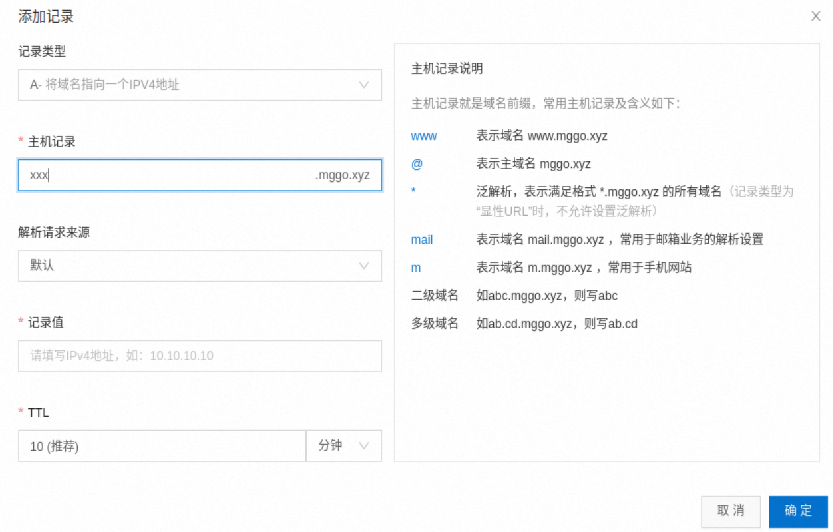 添加记录
记录类型
A- 将域名指向一个IPV4地址
* 主机记录
xxx .mggo.xyz
解析请求来源
默认
* 记录值
请填写IPv4地址，如：10.10.10.10
* TTL
10 (推荐) 分钟
主机记录说明
主机记录就是域名前缀，常用主机记录及含义如下：
www 表示域名 www.mggo.xyz
@ 表示主域名 mggo.xyz
* 泛解析，表示满足格式 *.mggo.xyz 的所有域名（记录类型为
“显性URL”时，不允许设置泛解析）
mail 表示域名 mail.mggo.xyz ，常用于邮箱业务的解析设置
m 表示域名 m.mggo.xyz ，常用于手机网站
二级域名 如abc.mggo.xyz，则写abc
多级域名 如ab.cd.mggo.xyz，则写ab.cd
取 消 确 定